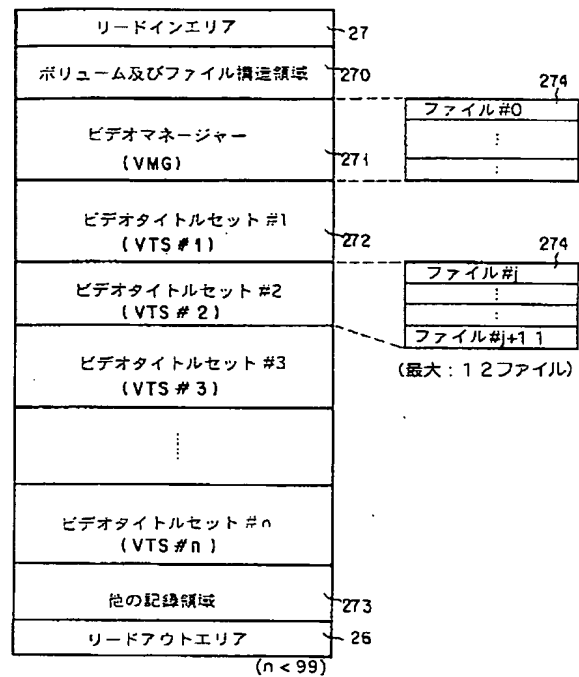 リードインエリア
27
ボリューム及びファイル構造領域
270
ビデオマネージャー
(VMG)
271
274
ファイル#0
ビデオタイトルセット #1
(VTS #1)
272
274
ファイル#j
ファイル#j+11
(最大:12ファイル)
ビデオタイトルセット #2
(VTS #2)
ビデオタイトルセット #3
(VTS #3)
ビデオタイトルセット #n
(VTS #n)
他の記録領域
273
リードアウトエリア
26
(n<99)